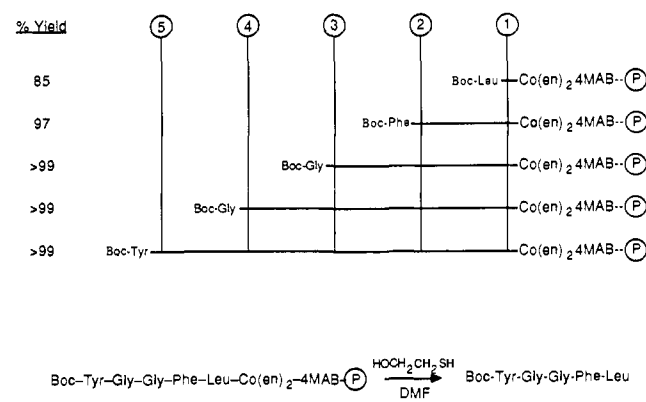 % Yield 5 4 3 2 1
85 Boc-Leu Co(en) 2 4MAB-- P
97 Boc-Phe Co(en) 2 4MAB-- P
>99 Boc-Gly Co(en) 2 4MAB-- P
>99 Boc-Gly Co(en) 2 4MAB-- P
>99 Boc-Tyr Co(en) 2 4MAB-- P
HOCH2CH2SH
Boc–Tyr–Gly–Gly–Phe–Leu–Co(en)2–4MAB- P Boc-Tyr-Gly-Gly-Phe-Leu
DMF